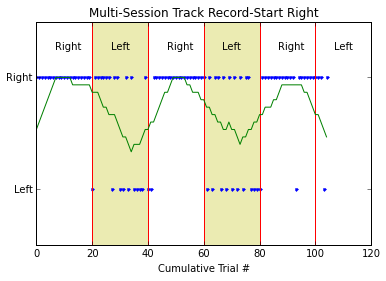 Multi-Session Track Record-Start Right
Right Left Right Left Right Left
Right
Left
0 20 40 60 80 100 120
Cumulative Trial #